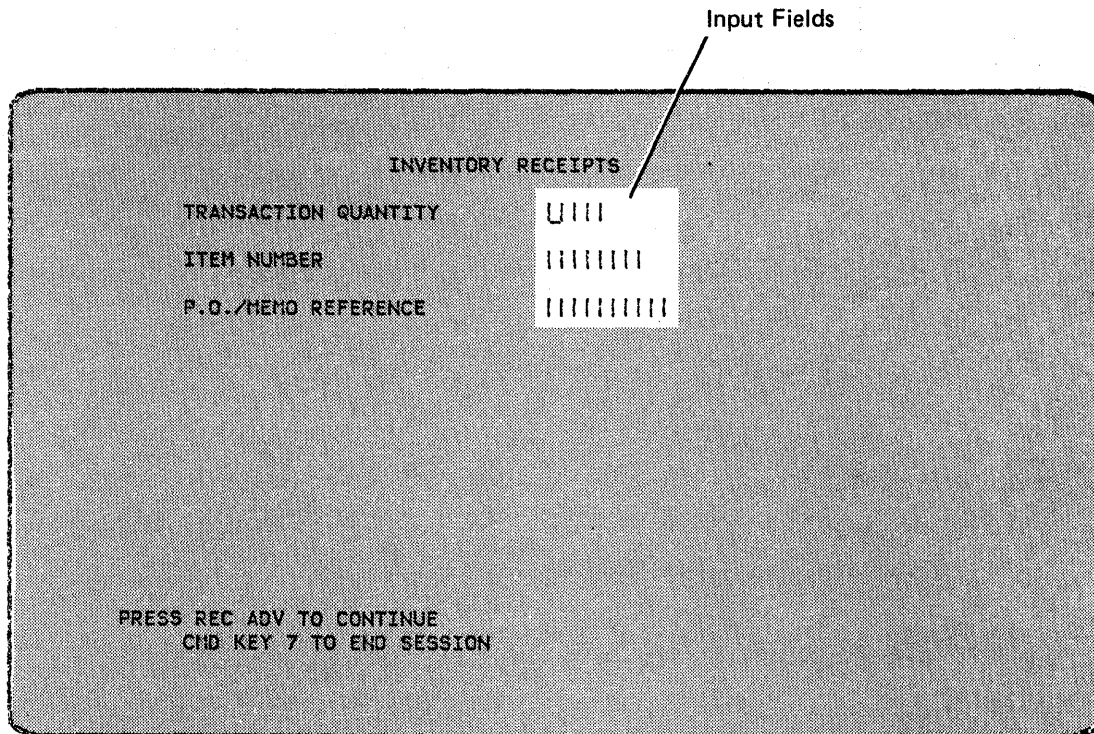 Input Fields
INVENTORY RECEIPTS
TRANSACTION QUANTITY
ITEM NUMBER
P.O./MEMO REFERENCE
PRESS REC ADV TO CONTINUE
CMD KEY 7 TO END SESSION